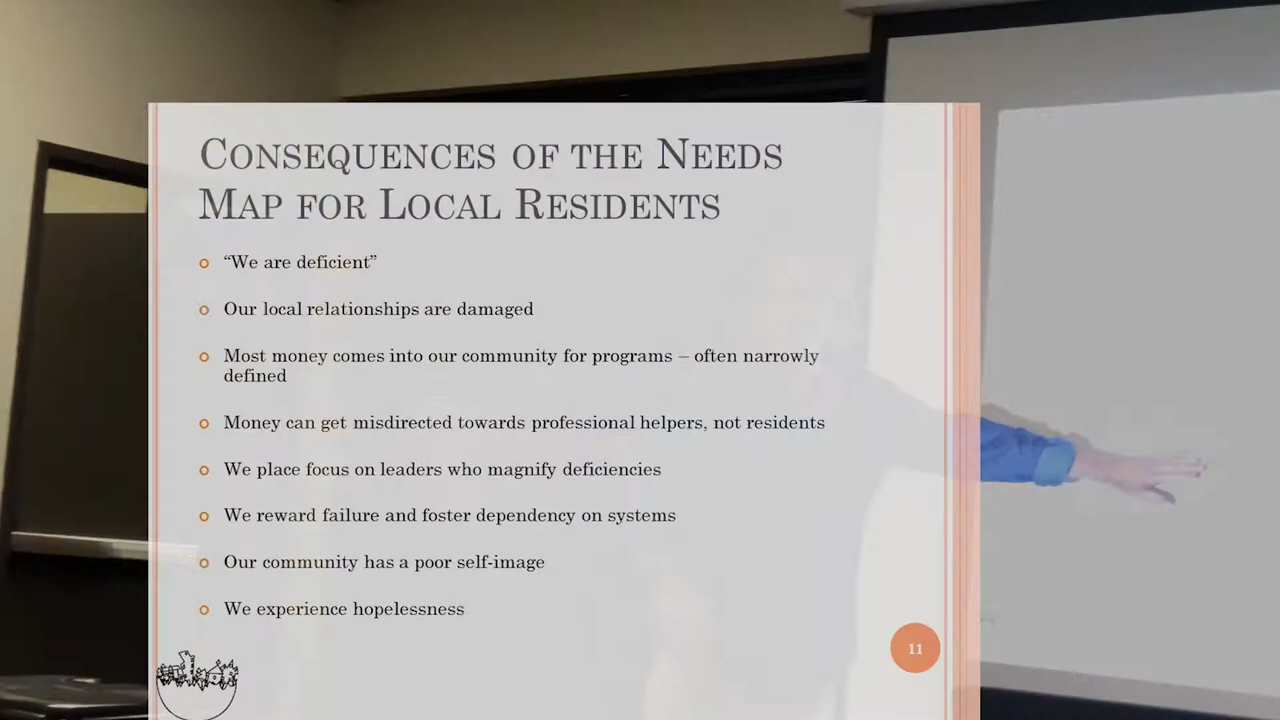 Consequences of the Needs
Map for Local Residents
“We are deficient”
Our local relationships are damaged
Most money comes into our community for programs – often narrowly
defined
Money can get misdirected towards professional helpers, not residents
We place focus on leaders who magnify deficiencies
We reward failure and foster dependency on systems
Our community has a poor self-image
We experience hopelessness
11